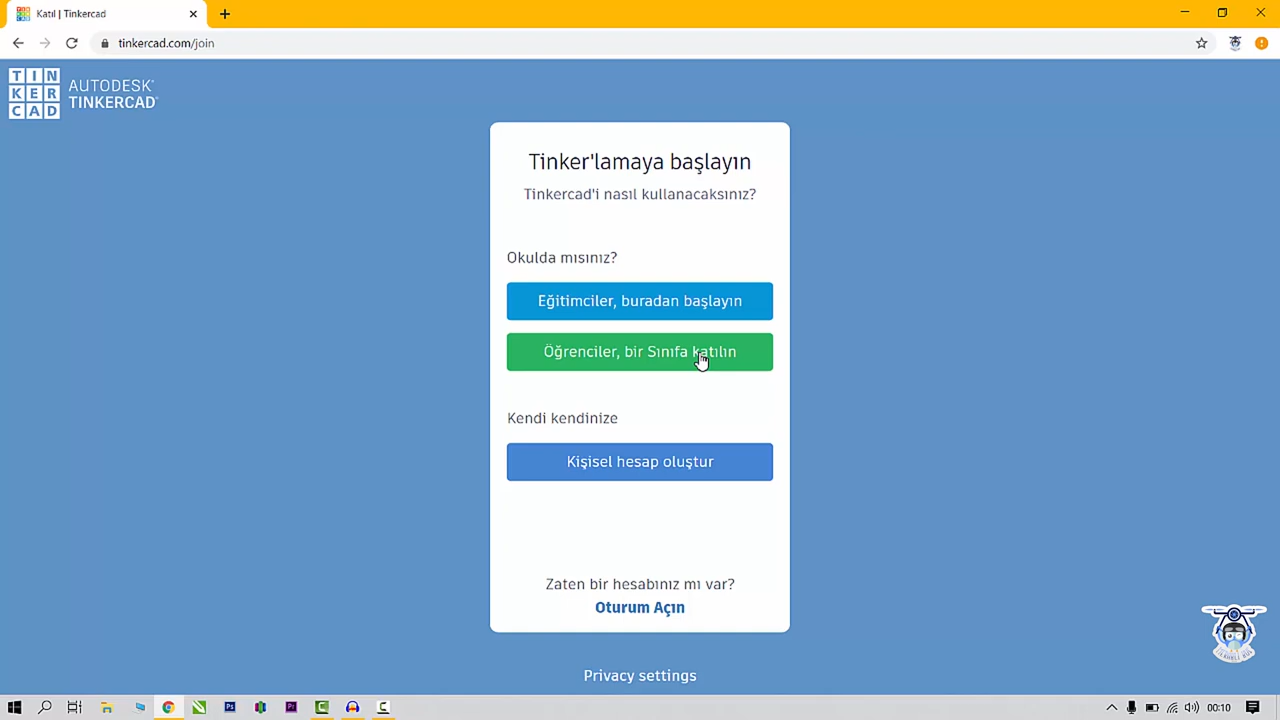 Katıl | Tinkercad
tinkercad.com/join
TIN
KER
CAD
AUTODESK®
TINKERCAD®
Tinker'lamaya başlayın
Tinkercad'i nasıl kullanacaksınız?
Okulda mısınız?
Eğitimciler, buradan başlayın
Öğrenciler, bir Sınıfa katılın
Kendi kendinize
Kişisel hesap oluştur
Zaten bir hesabınız mı var?
Oturum Açın
Privacy settings
00:10